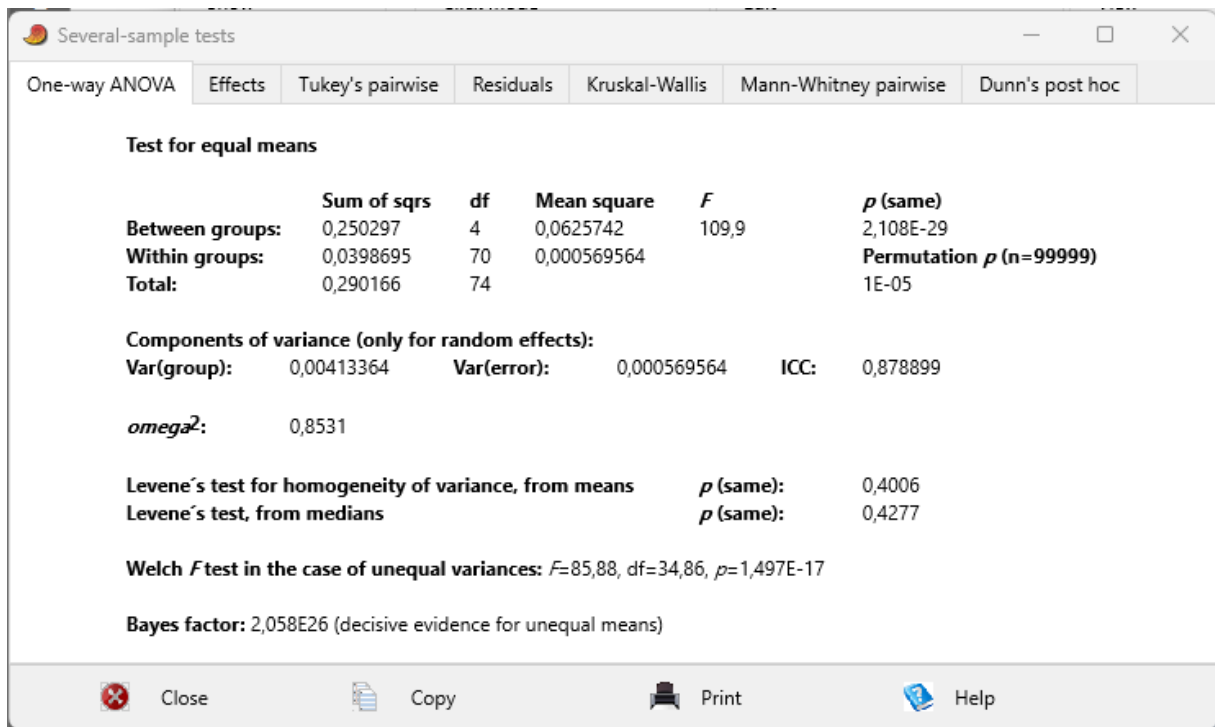 Several-sample tests
One-way ANOVA Effects Tukey's pairwise Residuals Kruskal-Wallis Mann-Whitney pairwise Dunn's post hoc
Test for equal means
Sum of sqrs df Mean square F p (same)
Between groups: 0,250297 4 0,0625742 109,9 2,108E-29
Within groups: 0,0398695 70 0,000569564 Permutation p (n=99999)
Total: 0,290166 74 1E-05
Components of variance (only for random effects):
Var(group): 0,00413364 Var(error): 0,000569564 ICC: 0,878899
omega2: 0,8531
Levene´s test for homogeneity of variance, from means p (same): 0,4006
Levene´s test, from medians p (same): 0,4277
Welch F test in the case of unequal variances: F=85,88, df=34,86, p=1,497E-17
Bayes factor: 2,058E26 (decisive evidence for unequal means)
Close Copy Print Help